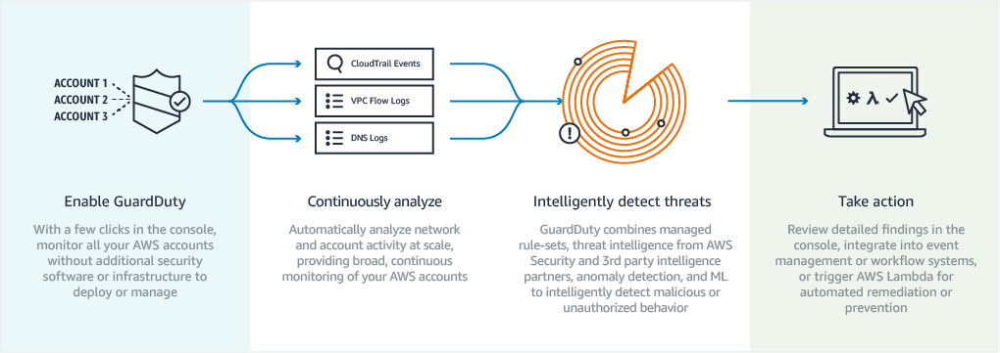 ACCOUNT 1
ACCOUNT 2
ACCOUNT 3
CloudTrail Events
VPC Flow Logs
DNS Logs
!
λ
Enable GuardDuty
With a few clicks in the console,
monitor all your AWS accounts
without additional security
software or infrastructure to
deploy or manage
Continuously analyze
Automatically analyze network
and account activity at scale,
providing broad, continuous
monitoring of your AWS accounts
Intelligently detect threats
GuardDuty combines managed
rule-sets, threat intelligence from AWS
Security and 3rd party intelligence
partners, anomaly detection, and ML
to intelligently detect malicious or
unauthorized behavior
Take action
Review detailed findings in the
console, integrate into event
management or workflow systems,
or trigger AWS Lambda for
automated remediation or
prevention